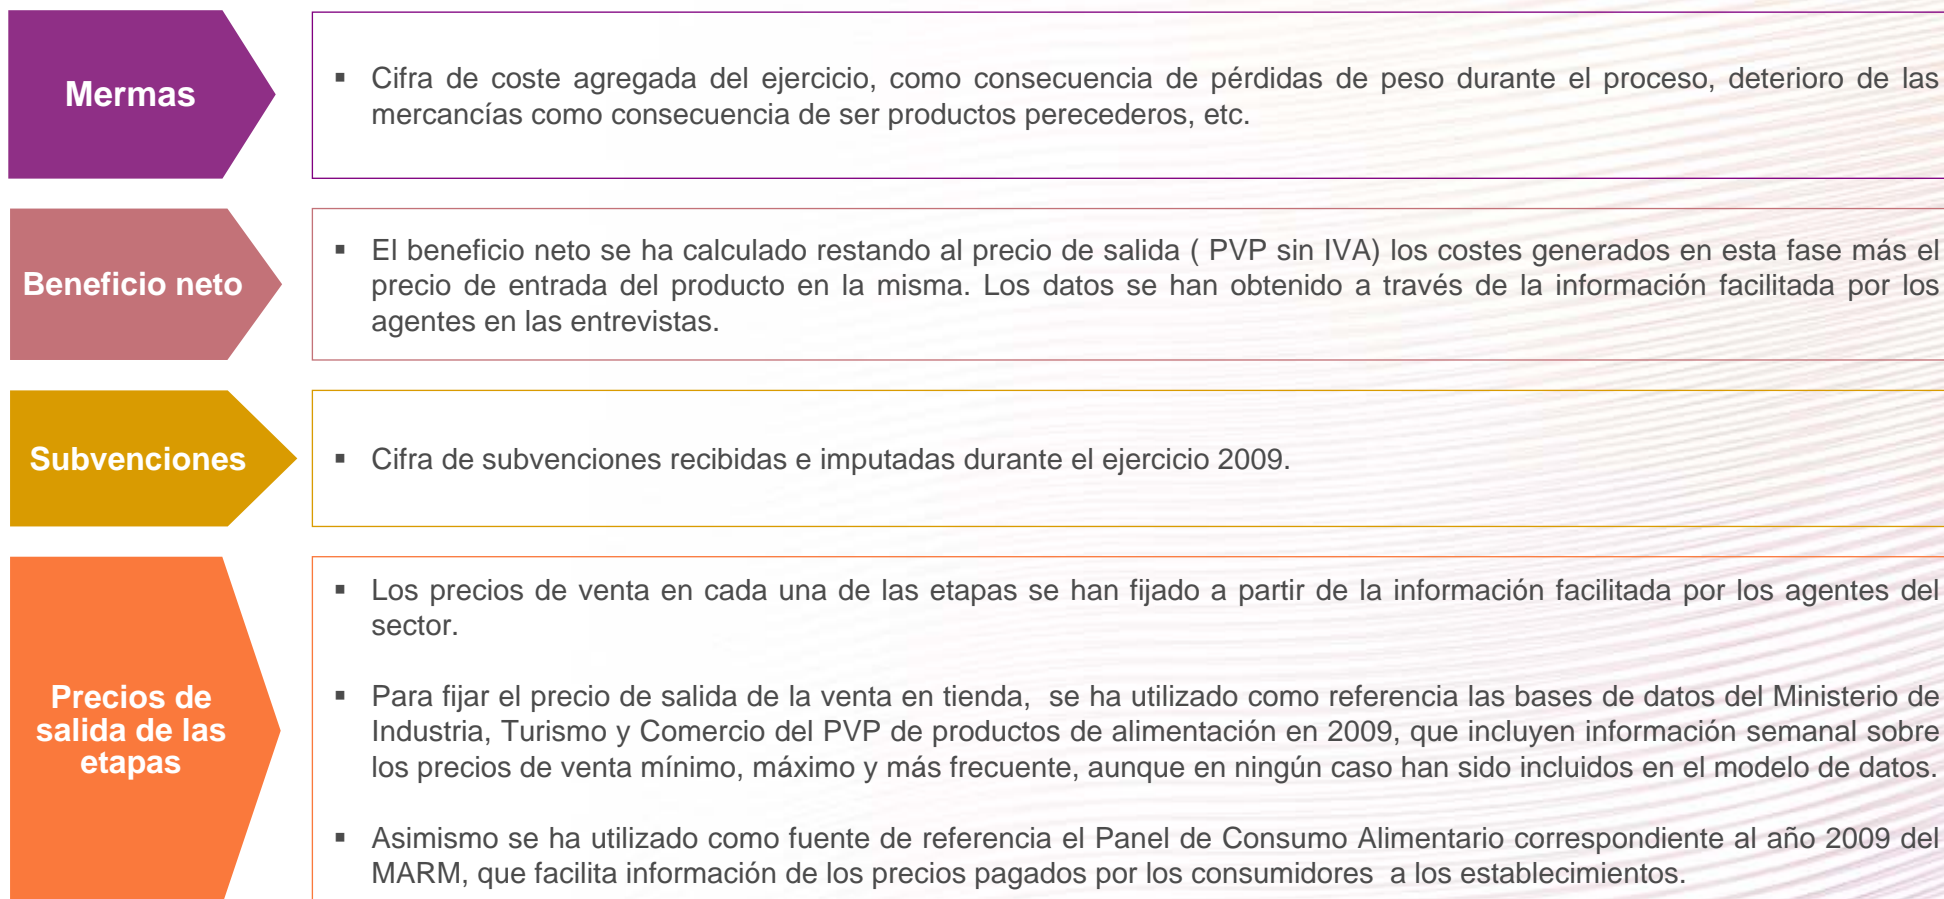 Mermas
▪ Cifra de coste agregada del ejercicio, como consecuencia de pérdidas de peso durante el proceso, deterioro de las
mercancías como consecuencia de ser productos perecederos, etc.
Beneficio neto
▪ El beneficio neto se ha calculado restando al precio de salida ( PVP sin IVA) los costes generados en esta fase más el
precio de entrada del producto en la misma. Los datos se han obtenido a través de la información facilitada por los
agentes en las entrevistas.
Subvenciones
▪ Cifra de subvenciones recibidas e imputadas durante el ejercicio 2009.
Precios de
salida de las
etapas
▪ Los precios de venta en cada una de las etapas se han fijado a partir de la información facilitada por los agentes del
sector.
▪ Para fijar el precio de salida de la venta en tienda,  se ha utilizado como referencia las bases de datos del Ministerio de
Industria, Turismo y Comercio del PVP de productos de alimentación en 2009, que incluyen información semanal sobre
los precios de venta mínimo, máximo y más frecuente, aunque en ningún caso han sido incluidos en el modelo de datos.
▪ Asimismo se ha utilizado como fuente de referencia el Panel de Consumo Alimentario correspondiente al año 2009 del
MARM, que facilita información de los precios pagados por los consumidores  a los establecimientos.